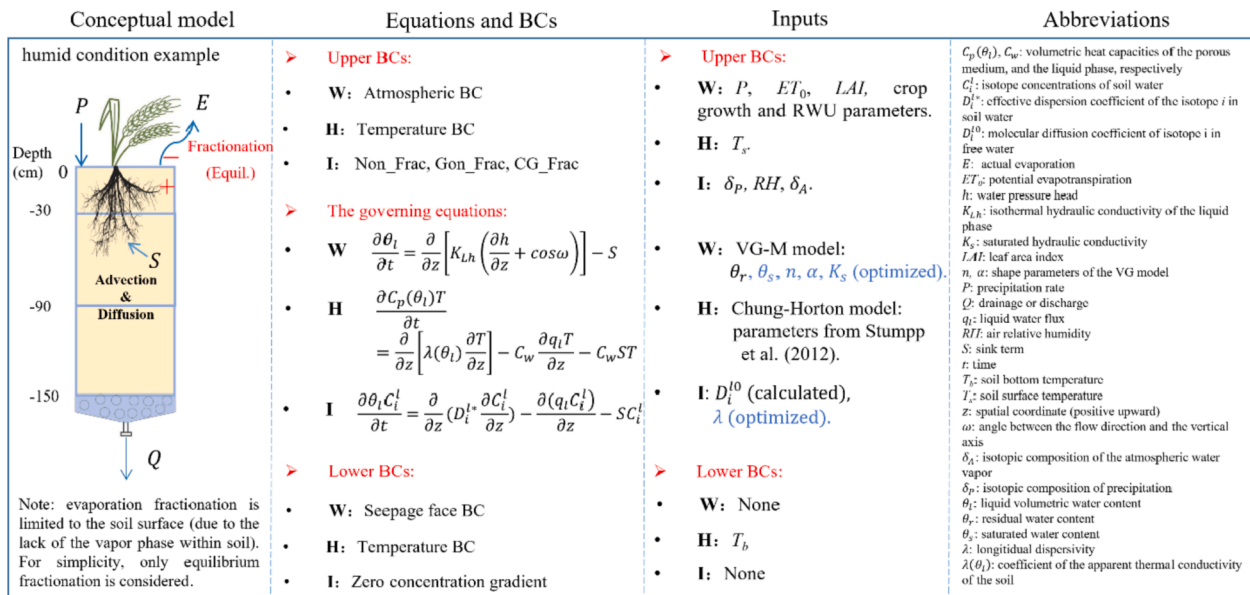 Conceptual model
Equations and BCs
Inputs
Abbreviations
humid condition example
P
E
Fractionation
(Equil.)
Depth
(cm)
0
−
+
-30
S
Advection
&
Diffusion
-90
-150
Q
Note: evaporation fractionation is
limited to the soil surface (due to the
lack of the vapor phase within soil).
For simplicity, only equilibrium
fractionation is considered.
➤ Upper BCs:
• W: Atmospheric BC
• H: Temperature BC
• I: Non_Frac, Gon_Frac, CG_Frac
➤ The governing equations:
• W ∂θ_l/∂t = ∂/∂z [K_Lh (∂h/∂z + cosω)] − S
• H ∂C_p(θ_l)T/∂t
= ∂/∂z [λ(θ_l) ∂T/∂z] − C_w ∂q_lT/∂z − C_wST
• I ∂θ_lC_i^l/∂t = ∂/∂z (D_i^l* ∂C_i^l/∂z) − ∂(q_lC_i^l)/∂z − SC_i^l
➤ Lower BCs:
• W: Seepage face BC
• H: Temperature BC
• I: Zero concentration gradient
➤ Upper BCs:
• W: P, ET_0, LAI, crop
growth and RWU parameters.
• H: T_s.
• I: δ_P, RH, δ_A.
• W: VG-M model:
θ_r, θ_s, n, α, K_s (optimized).
• H: Chung-Horton model:
parameters from Stumpp
et al. (2012).
• I: D_i^l0 (calculated),
λ (optimized).
➤ Lower BCs:
• W: None
• H: T_b
• I: None
C_p(θ_l), C_w: volumetric heat capacities of the porous
medium, and the liquid phase, respectively
C_i^l: isotope concentrations of soil water
D_i^l*: effective dispersion coefficient of the isotope i in
soil water
D_i^l0: molecular diffusion coefficient of isotope i in
free water
E: actual evaporation
ET_0: potential evapotranspiration
h: water pressure head
K_Lh: isothermal hydraulic conductivity of the liquid
phase
K_s: saturated hydraulic conductivity
LAI: leaf area index
n, α: shape parameters of the VG model
P: precipitation rate
Q: drainage or discharge
q_l: liquid water flux
RH: air relative humidity
S: sink term
t: time
T_b: soil bottom temperature
T_s: soil surface temperature
z: spatial coordinate (positive upward)
ω: angle between the flow direction and the vertical
axis
δ_A: isotopic composition of the atmospheric water
vapor
δ_P: isotopic composition of precipitation
θ_l: liquid volumetric water content
θ_r: residual water content
θ_s: saturated water content
λ: longitidual dispersivity
λ(θ_l): coefficient of the apparent thermal conductivity
of the soil